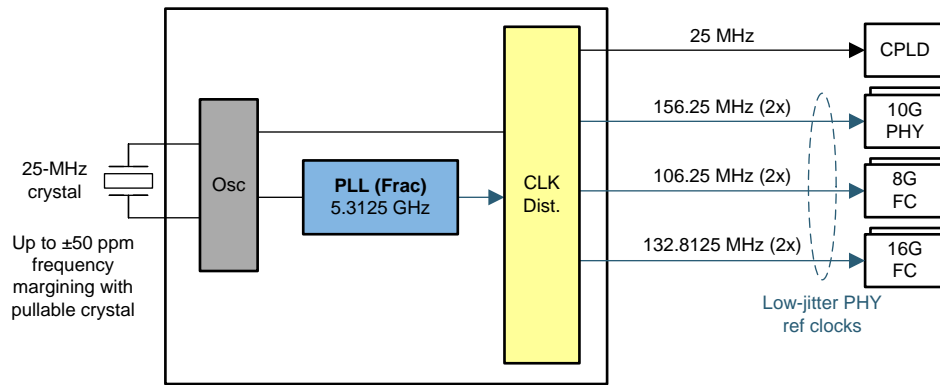 25-MHz
crystal
Up to ±50 ppm
frequency
margining with
pullable crystal
Osc
PLL (Frac)
5.3125 GHz
CLK
Dist.
25 MHz
156.25 MHz (2x)
106.25 MHz (2x)
132.8125 MHz (2x)
CPLD
10G
PHY
8G
FC
16G
FC
Low-jitter PHY
ref clocks